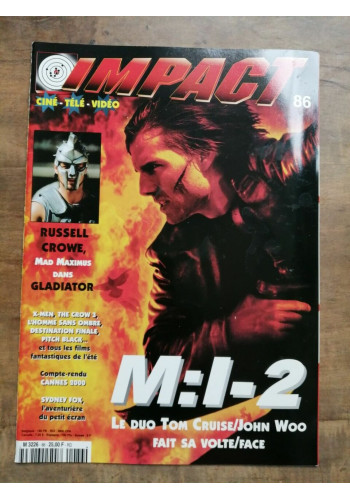 IMPACT
CINÉ - TÉLÉ - VIDÉO
86
RUSSELL
CROWE,
MAD MAXIMUS
DANS
GLADIATOR
X-MEN, THE CROW 3
L'HOMME SANS OMBRE
DESTINATION FINALE
PITCH BLACK...
et tous les films
fantastiques de l'été
Compte-rendu
CANNES 2000
SYDNEY FOX
l'aventurière
du petit écran
M:I-2
LE DUO TOM CRUISE/JOHN WOO
FAIT SA VOLTE/FACE